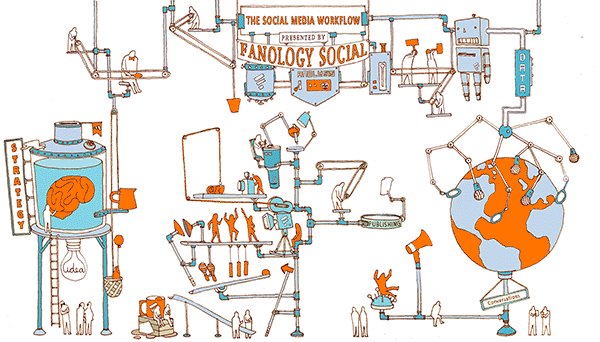 THE SOCIAL MEDIA WORKFLOW
PRESENTED BY
FANOLOGY SOCIAL
DATA
STRATEGY
idea
PUBLISHING
Conversations